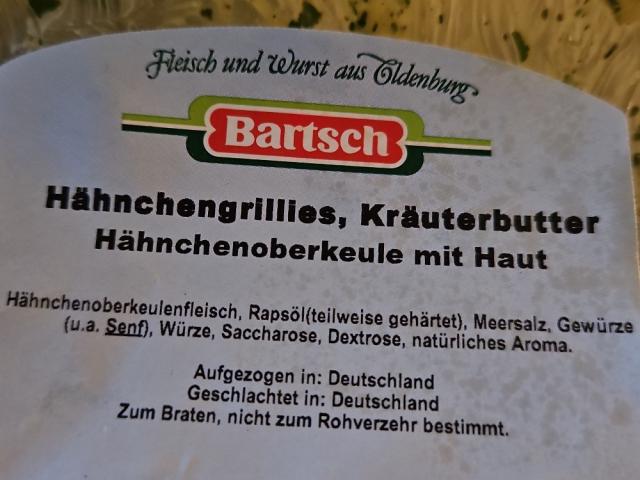 Fleisch und Wurst aus Oldenburg
Bartsch
Hähnchengrillies, Kräuterbutter
Hähnchenoberkeule mit Haut
Hähnchenoberkeulenfleisch, Rapsöl(teilweise gehärtet), Meersalz, Gewürze
(u.a. Senf), Würze, Saccharose, Dextrose, natürliches Aroma.
Aufgezogen in: Deutschland
Geschlachtet in: Deutschland
Zum Braten, nicht zum Rohverzehr bestimmt.